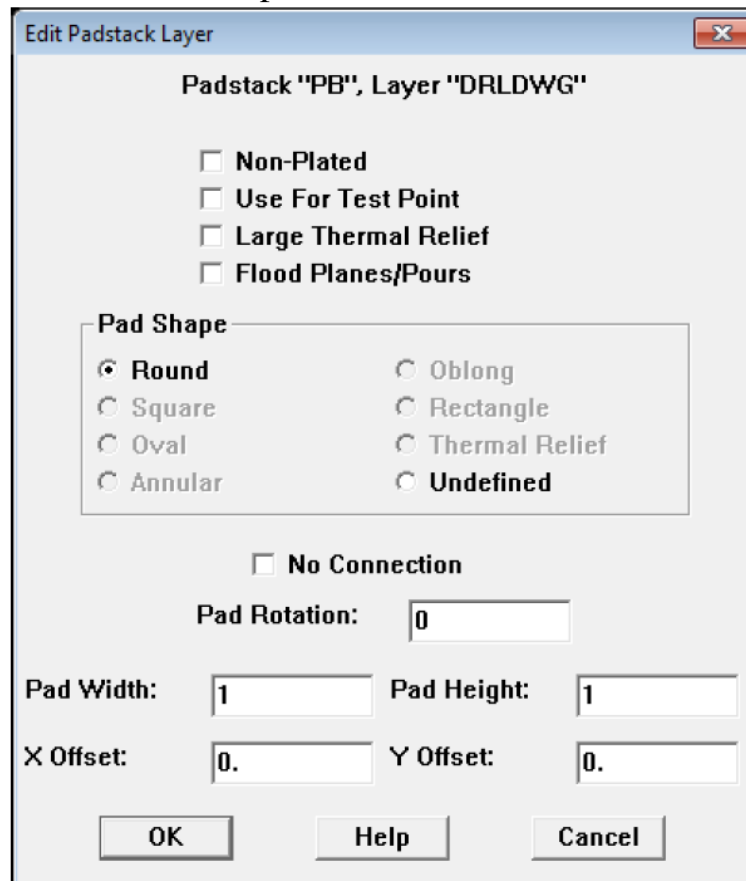 Edit Padstack Layer
Padstack "PB", Layer "DRLDWG"
Non-Plated
Use For Test Point
Large Thermal Relief
Flood Planes/Pours
Pad Shape
Round Oblong
Square Rectangle
Oval Thermal Relief
Annular Undefined
No Connection
Pad Rotation: 0
Pad Width: 1 Pad Height: 1
X Offset: 0. Y Offset: 0.
OK Help Cancel